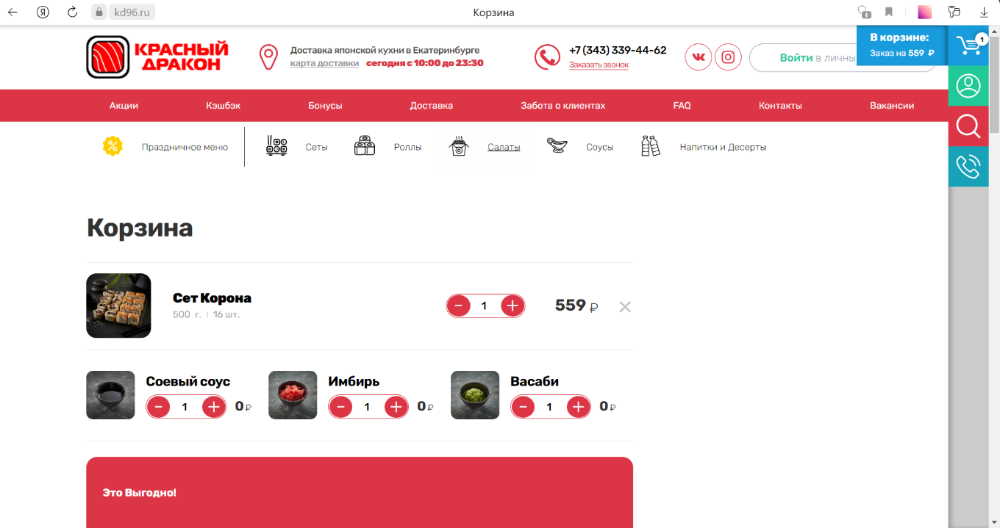 kd96.ru
Корзина
1
КРАСНЫЙ
ДРАКОН
Доставка японской кухни в Екатеринбурге
карта доставки сегодня с 10:00 до 23:30
+7 (343) 339-44-62
Заказать звонок
Войти в личны
В корзине:
Заказ на 559 ₽
1
Акции Кэшбэк Бонусы Доставка Забота о клиентах FAQ Контакты Вакансии
Праздничное меню Сеты Роллы Салаты Соусы Напитки и Десерты
Корзина
Сет Корона
500 г. | 16 шт.
1
559 ₽
Соевый соус
1 0 ₽
Имбирь
1 0 ₽
Васаби
1 0 ₽
Это Выгодно!